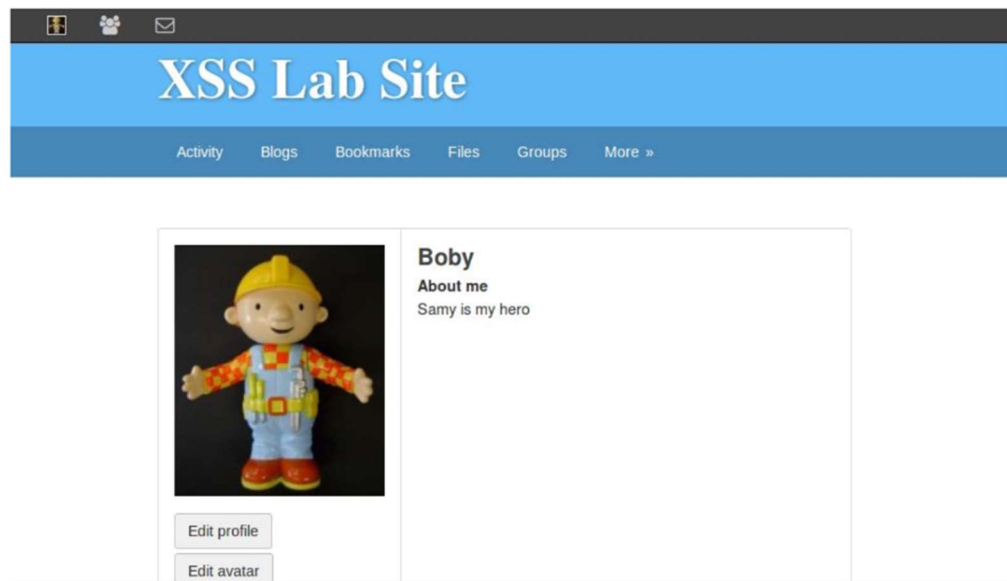 XSS Lab Site
Activity Blogs Bookmarks Files Groups More »
Boby
About me
Samy is my hero
Edit profile
Edit avatar